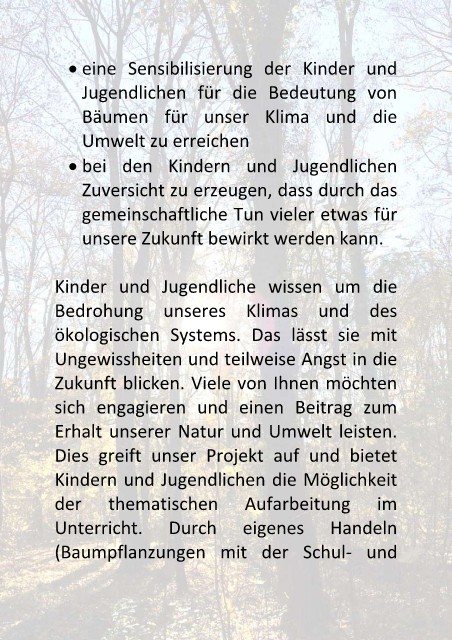 • eine Sensibilisierung der Kinder und
Jugendlichen für die Bedeutung von
Bäumen für unser Klima und die
Umwelt zu erreichen
• bei den Kindern und Jugendlichen
Zuversicht zu erzeugen, dass durch das
gemeinschaftliche Tun vieler etwas für
unsere Zukunft bewirkt werden kann.
Kinder und Jugendliche wissen um die
Bedrohung unseres Klimas und des
ökologischen Systems. Das lässt sie mit
Ungewissheiten und teilweise Angst in die
Zukunft blicken. Viele von Ihnen möchten
sich engagieren und einen Beitrag zum
Erhalt unserer Natur und Umwelt leisten.
Dies greift unser Projekt auf und bietet
Kindern und Jugendlichen die Möglichkeit
der thematischen Aufarbeitung im
Unterricht. Durch eigenes Handeln
(Baumpflanzungen mit der Schul- und